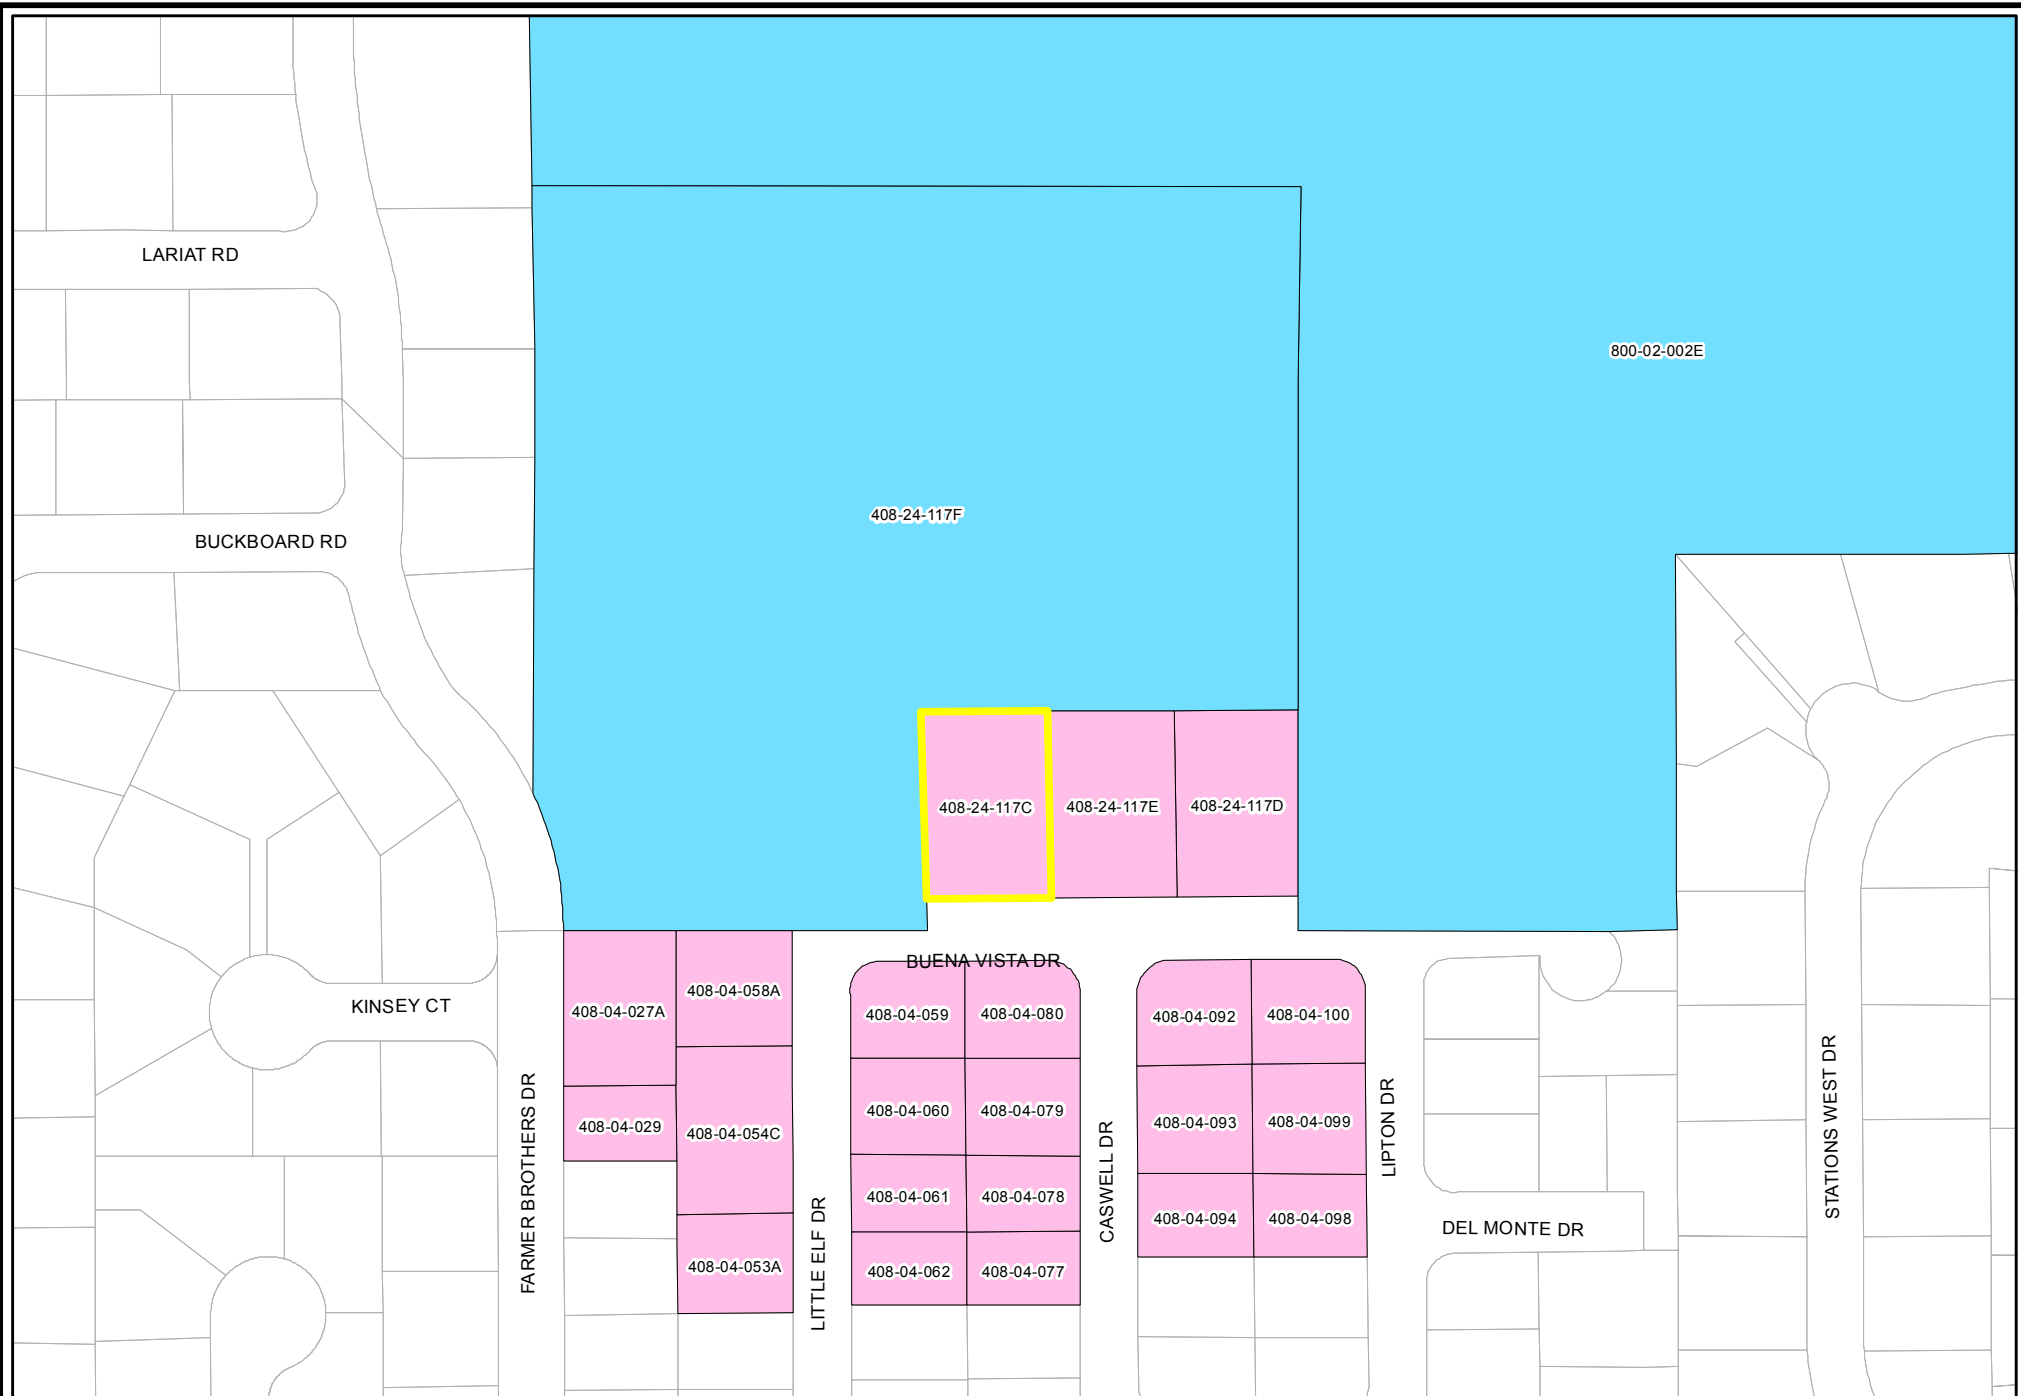 LARIAT RD
800-02-002E
408-24-117F
BUCKBOARD RD
408-24-117C
408-24-117E
408-24-117D
BUENA VISTA DR
KINSEY CT
408-04-027A
408-04-058A
408-04-059
408-04-080
408-04-092
408-04-100
408-04-029
408-04-054C
408-04-060
408-04-079
408-04-093
408-04-099
408-04-061
408-04-078
408-04-094
408-04-098
408-04-053A
408-04-062
408-04-077
FARMER BROTHERS DR
LITTLE ELF DR
CASWELL DR
LIPTON DR
DEL MONTE DR
STATIONS WEST DR